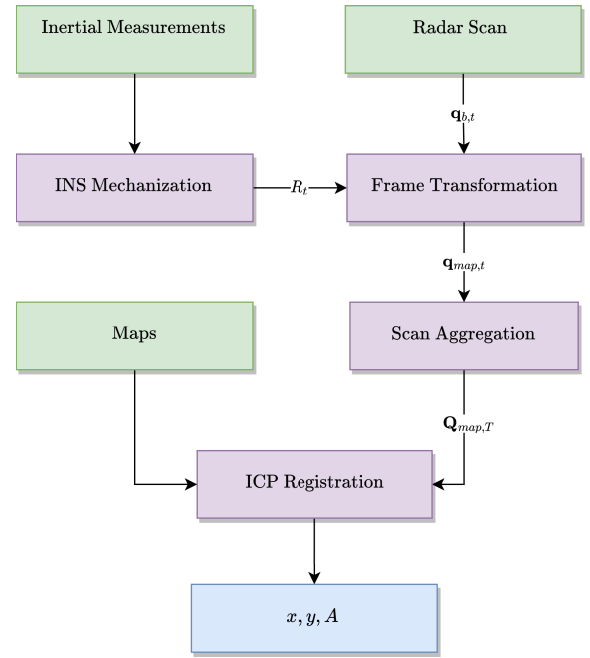 Inertial Measurements
Radar Scan
q_{b,t}
INS Mechanization
R_t
Frame Transformation
q_{map,t}
Maps
Scan Aggregation
Q_{map,T}
ICP Registration
x, y, A